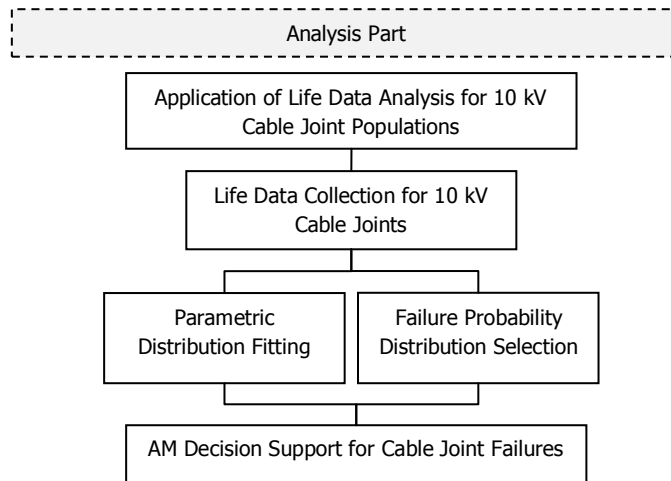 Analysis Part
Application of Life Data Analysis for 10 kV
Cable Joint Populations
Life Data Collection for 10 kV
Cable Joints
Parametric
Distribution Fitting
Failure Probability
Distribution Selection
AM Decision Support for Cable Joint Failures